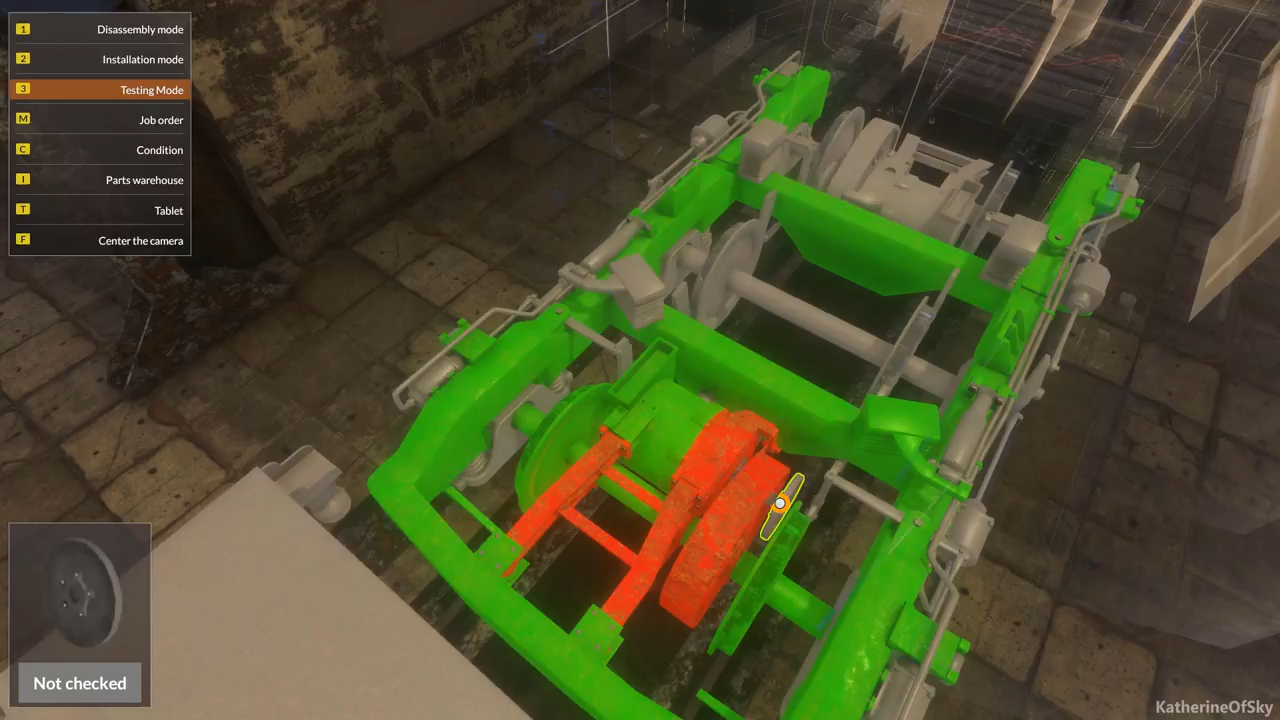 1 Disassembly mode
2 Installation mode
3 Testing Mode
M Job order
C Condition
I Parts warehouse
T Tablet
F Center the camera
Not checked
KatherineOfSky